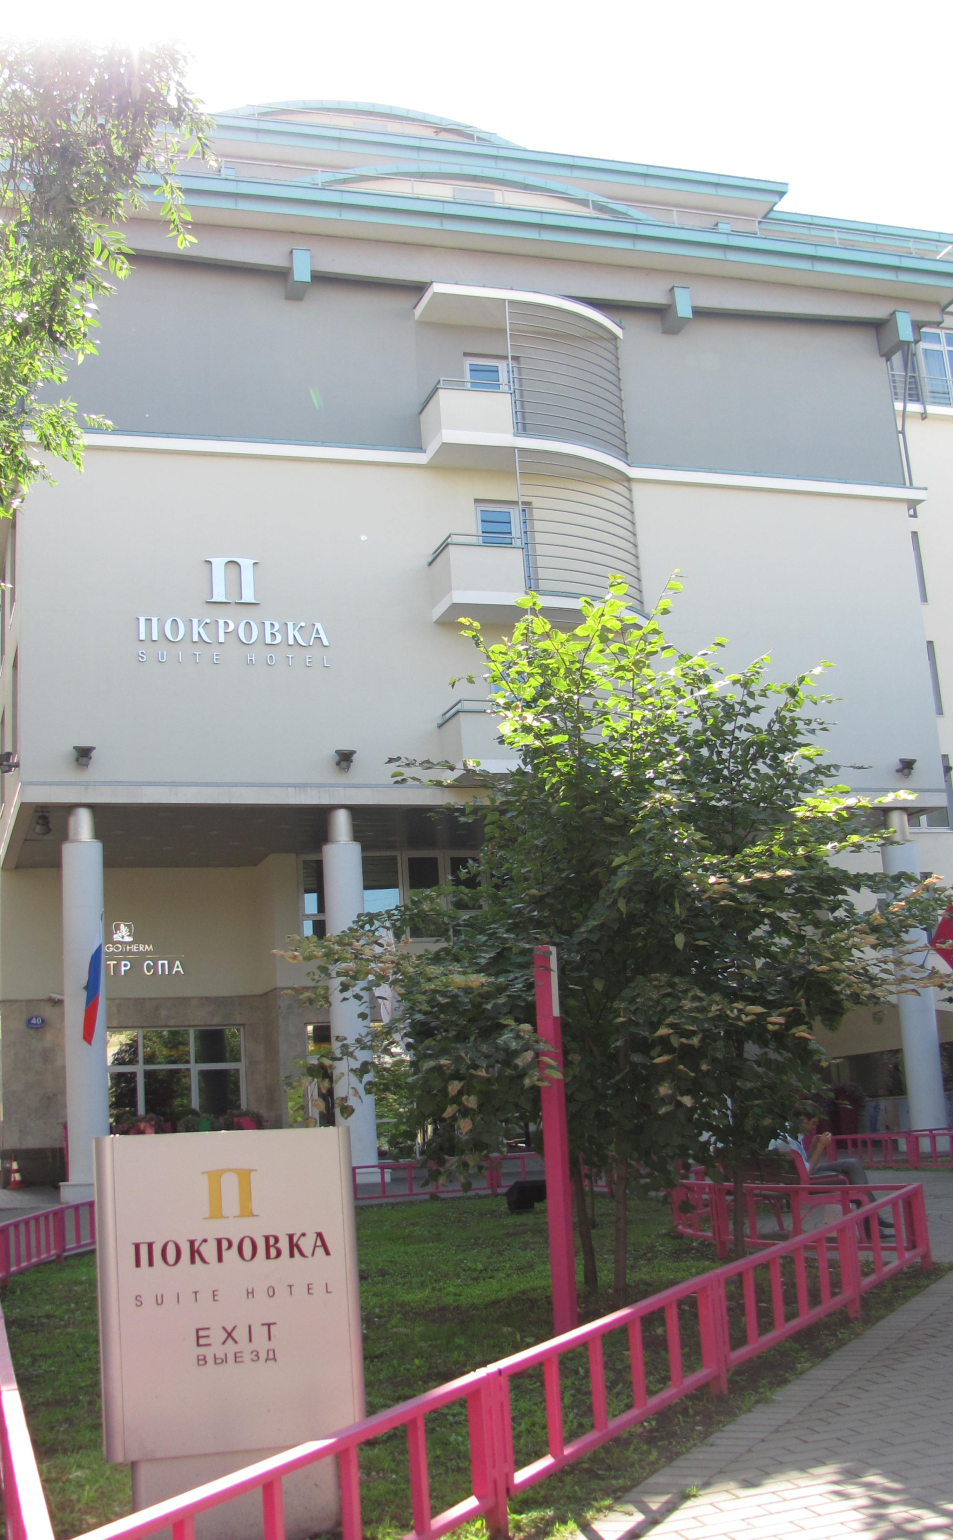 П
ПОКРОВКА
SUITE HOTEL
GOTHERM
ТР СПА
40
П
ПОКРОВКА
SUITE HOTEL
EXIT
ВЫЕЗД